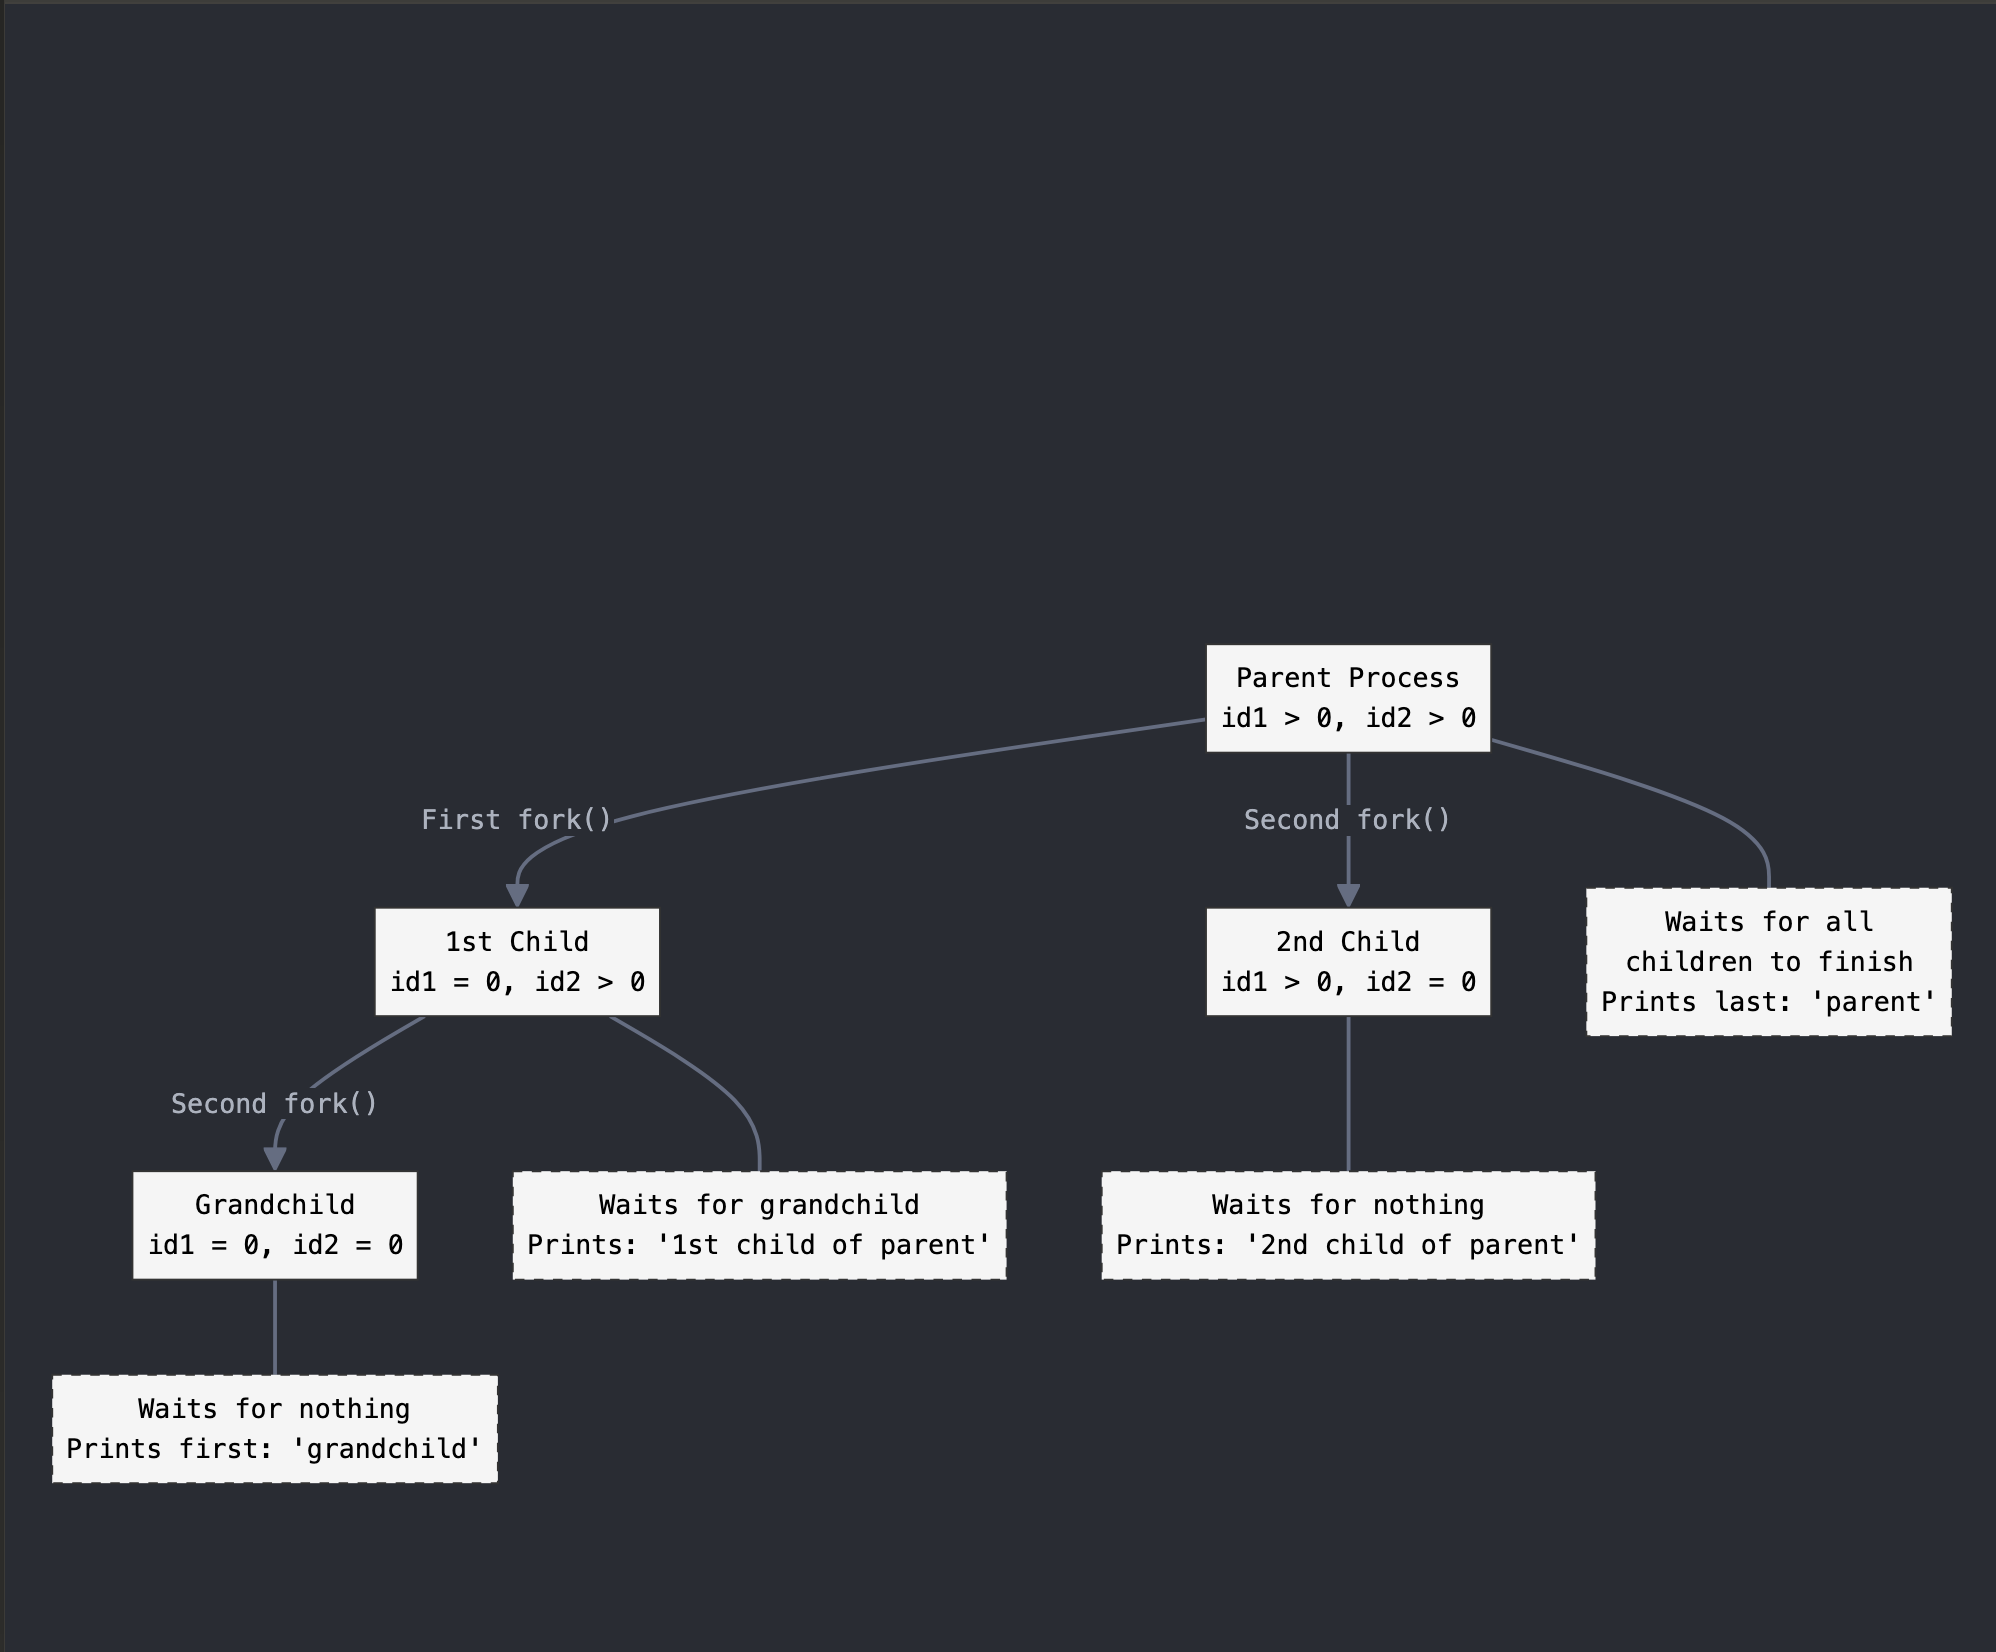 Parent Process
id1 > 0, id2 > 0
First fork()
Second fork()
1st Child
id1 = 0, id2 > 0
2nd Child
id1 > 0, id2 = 0
Waits for all
children to finish
Prints last: 'parent'
Second fork()
Grandchild
id1 = 0, id2 = 0
Waits for grandchild
Prints: '1st child of parent'
Waits for nothing
Prints: '2nd child of parent'
Waits for nothing
Prints first: 'grandchild'